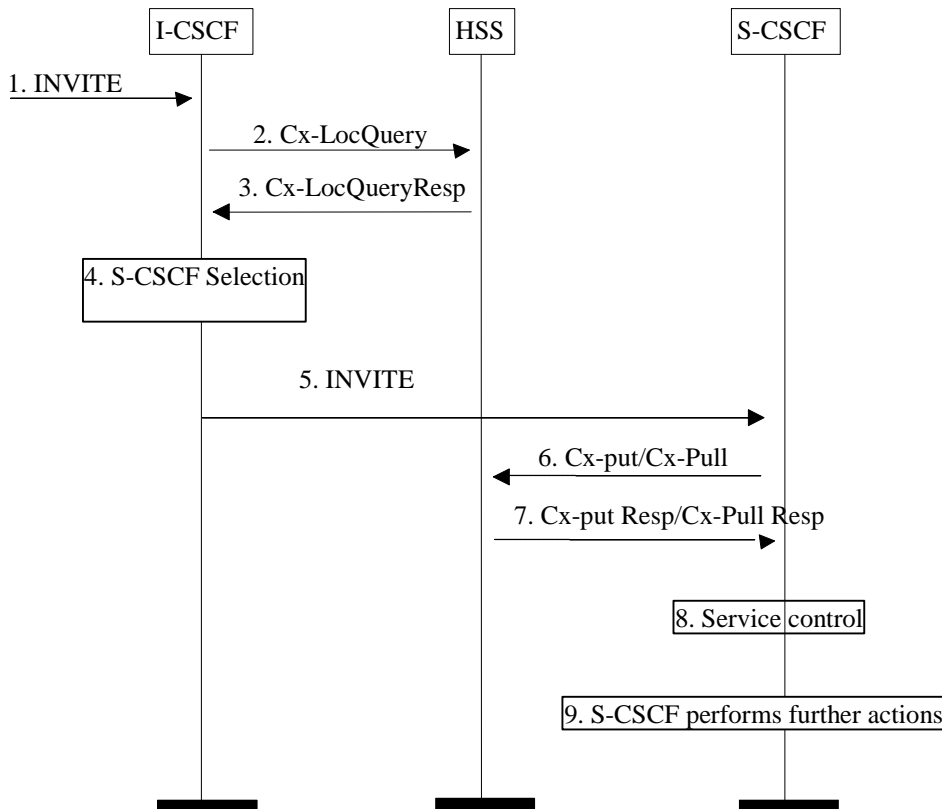 I-CSCF
HSS
S-CSCF
1. INVITE
2. Cx-LocQuery
3. Cx-LocQueryResp
4. S-CSCF Selection
5. INVITE
6. Cx-put/Cx-Pull
7. Cx-put Resp/Cx-Pull Resp
8. Service control
9. S-CSCF performs further actions